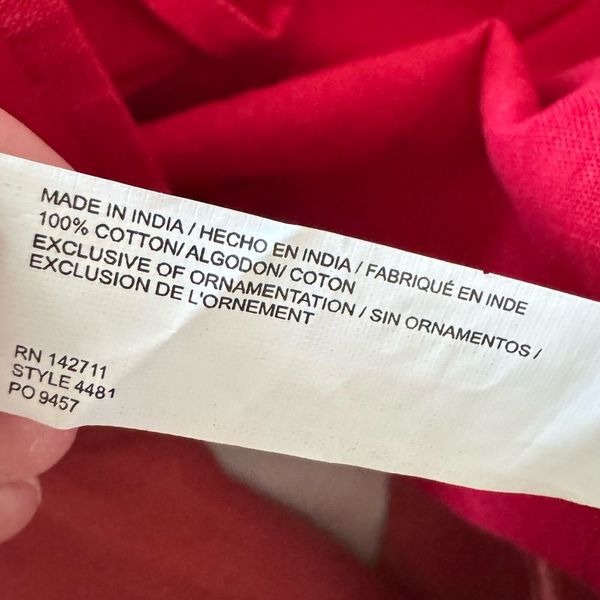 MADE IN INDIA / HECHO EN INDIA / FABRIQUÉ EN INDE
100% COTTON/ ALGODON/ COTON
EXCLUSIVE OF ORNAMENTATION / SIN ORNAMENTOS /
EXCLUSION DE L'ORNEMENT
RN 142711
STYLE 4481
PO 9457